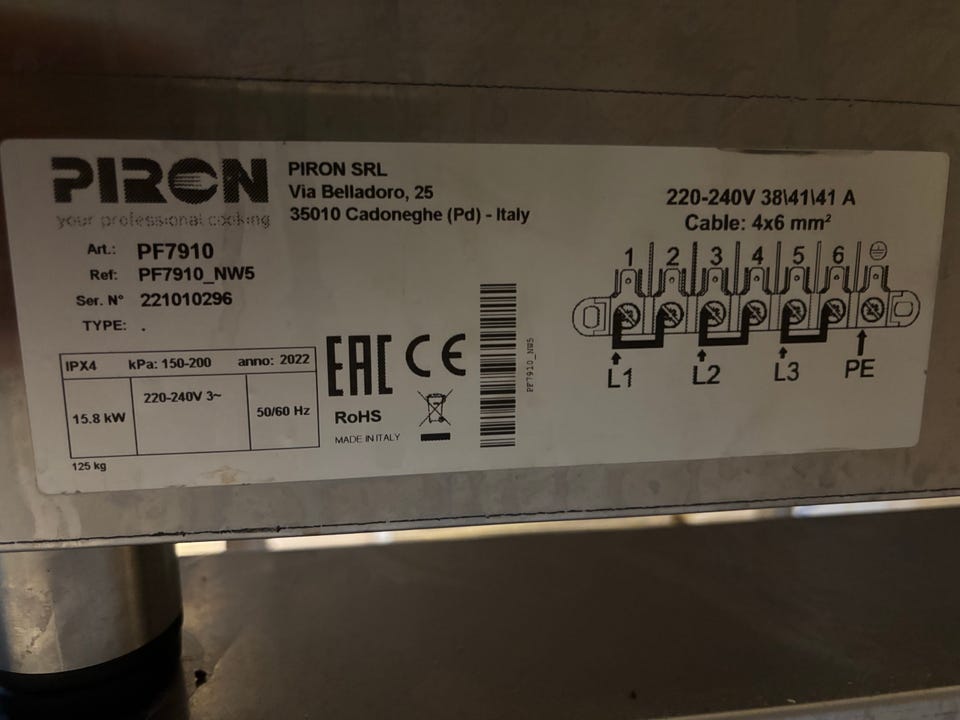 PIRON
your professional cooking
PIRON SRL
Via Belladoro, 25
35010 Cadoneghe (Pd) - Italy
Art.: PF7910
Ref: PF7910_NW5
Ser. N° 221010296
TYPE: .
IPX4 kPa: 150-200 anno: 2022
15.8 kW 220-240V 3~ 50/60 Hz
125 kg
EAC CE
RoHS
MADE IN ITALY
PF7910_NW5
220-240V 38\41\41 A
Cable: 4x6 mm²
1 2 3 4 5 6
L1 L2 L3 PE